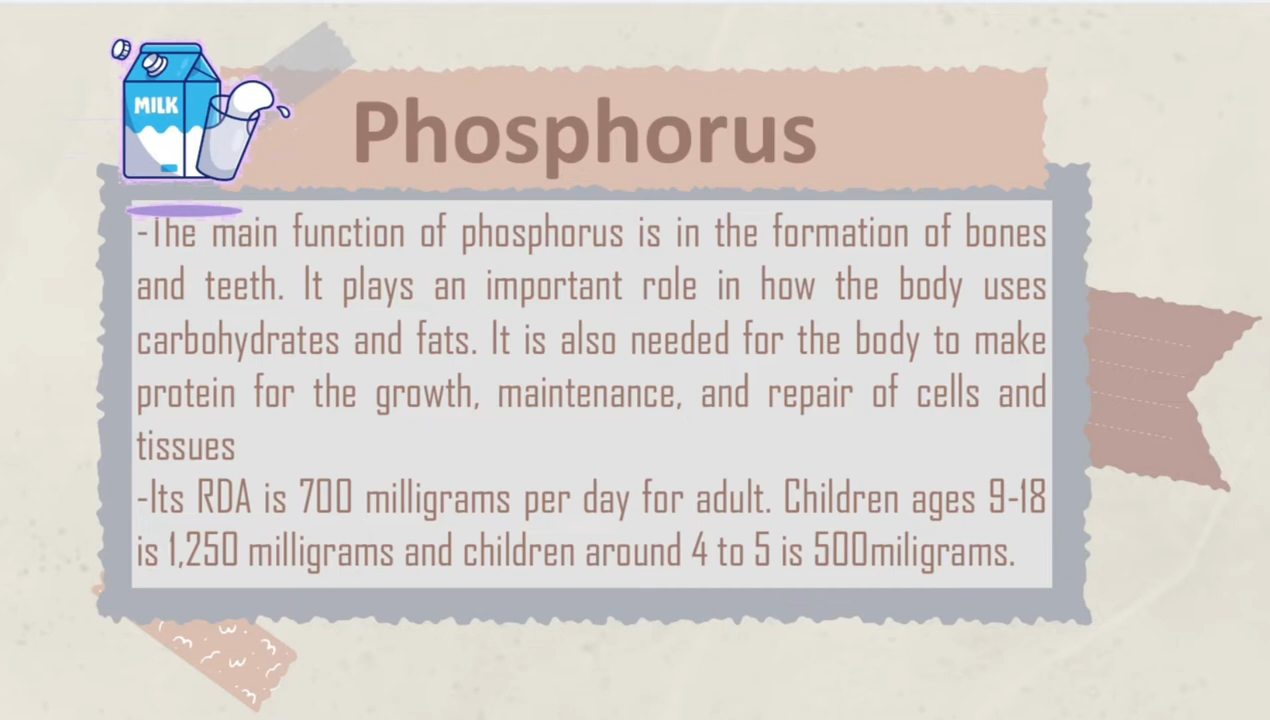 MILK
Phosphorus
-The main function of phosphorus is in the formation of bones
and teeth. It plays an important role in how the body uses
carbohydrates and fats. It is also needed for the body to make
protein for the growth, maintenance, and repair of cells and
tissues
-Its RDA is 700 milligrams per day for adult. Children ages 9-18
is 1,250 milligrams and children around 4 to 5 is 500miligrams.